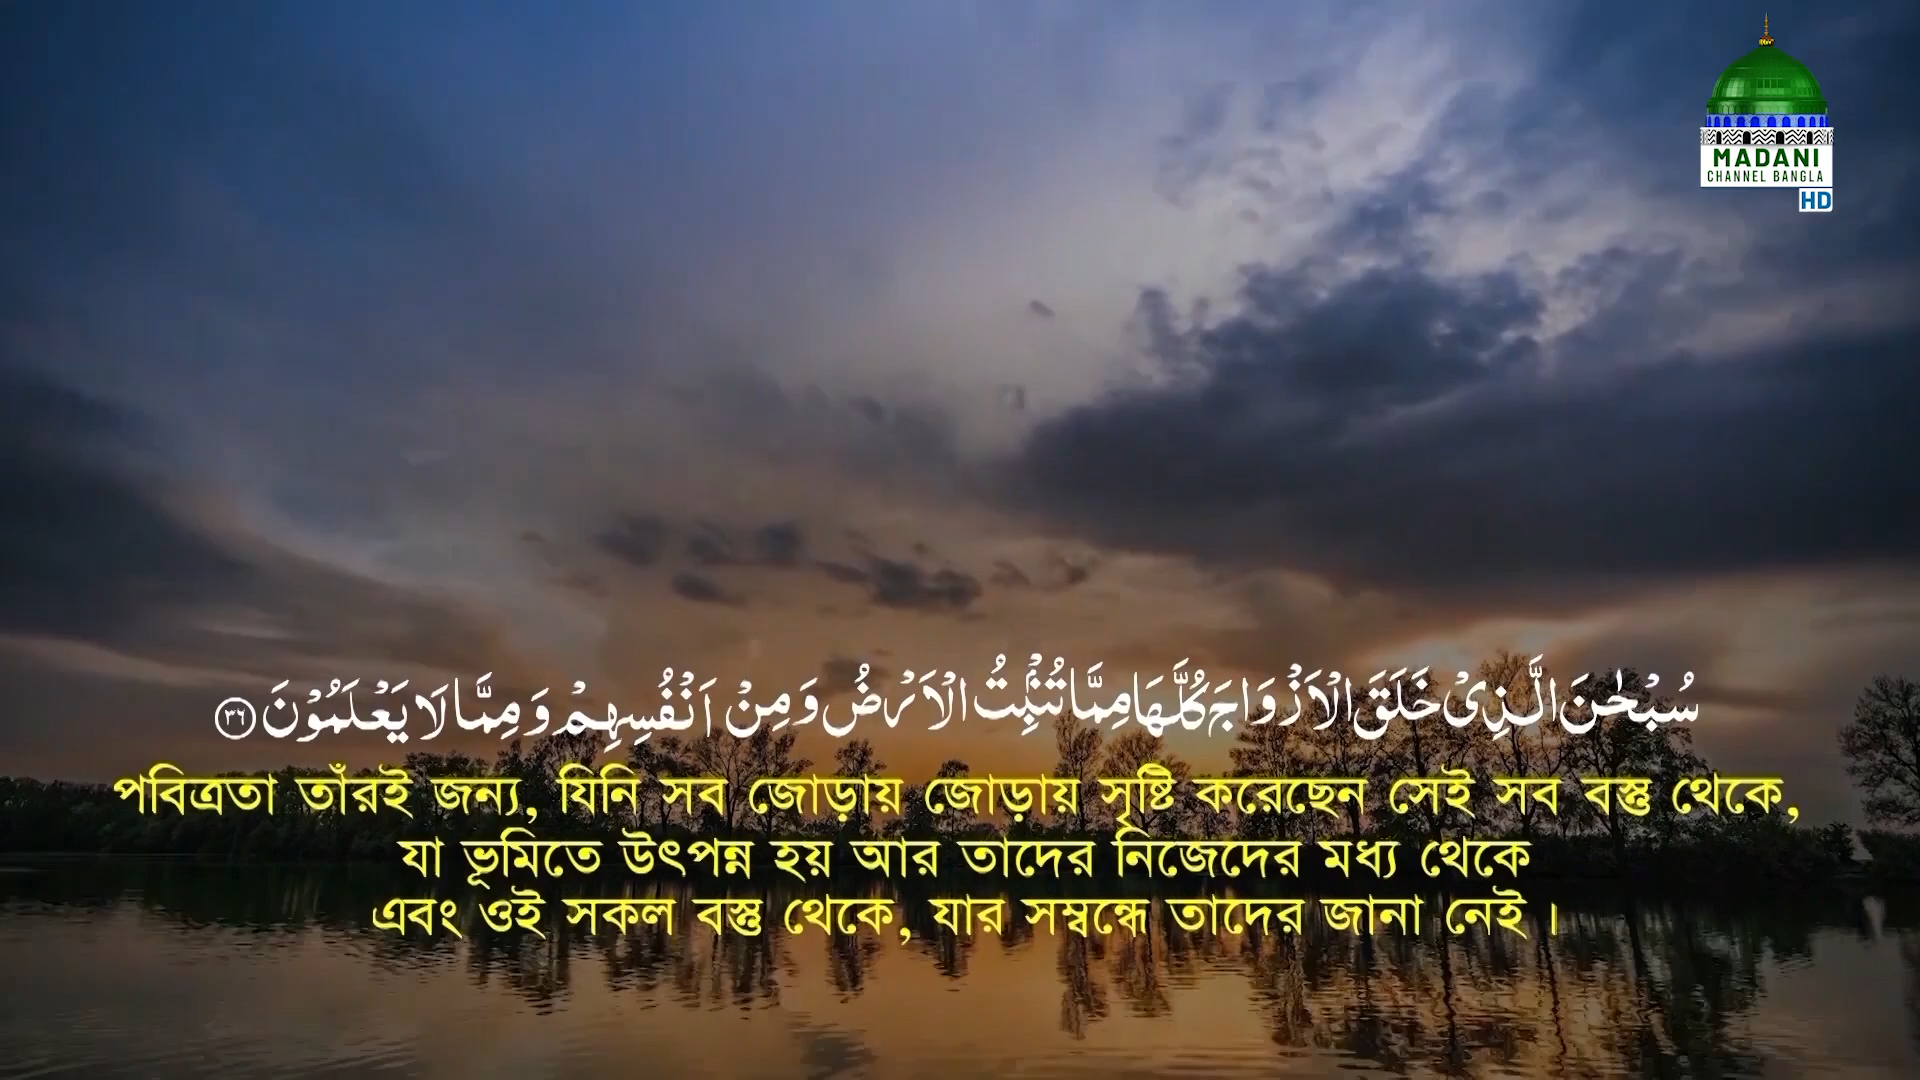 MADANI
CHANNEL BANGLA
HD
سُبْحٰنَ الَّذِیْ خَلَقَ الْاَزْوَاجَ كُلَّهَا مِمَّا تُنْۢبِتُ الْاَرْضُ وَ مِنْ اَنْفُسِهِمْ وَ مِمَّا لَا یَعْلَمُوْنَ ﴿۳۶﴾
পবিত্রতা তাঁরই জন্য, যিনি সব জোড়ায় জোড়ায় সৃষ্টি করেছেন সেই সব বস্তু থেকে,
যা ভূমিতে উৎপন্ন হয় আর তাদের নিজেদের মধ্য থেকে
এবং ওই সকল বস্তু থেকে, যার সম্বন্ধে তাদের জানা নেই।